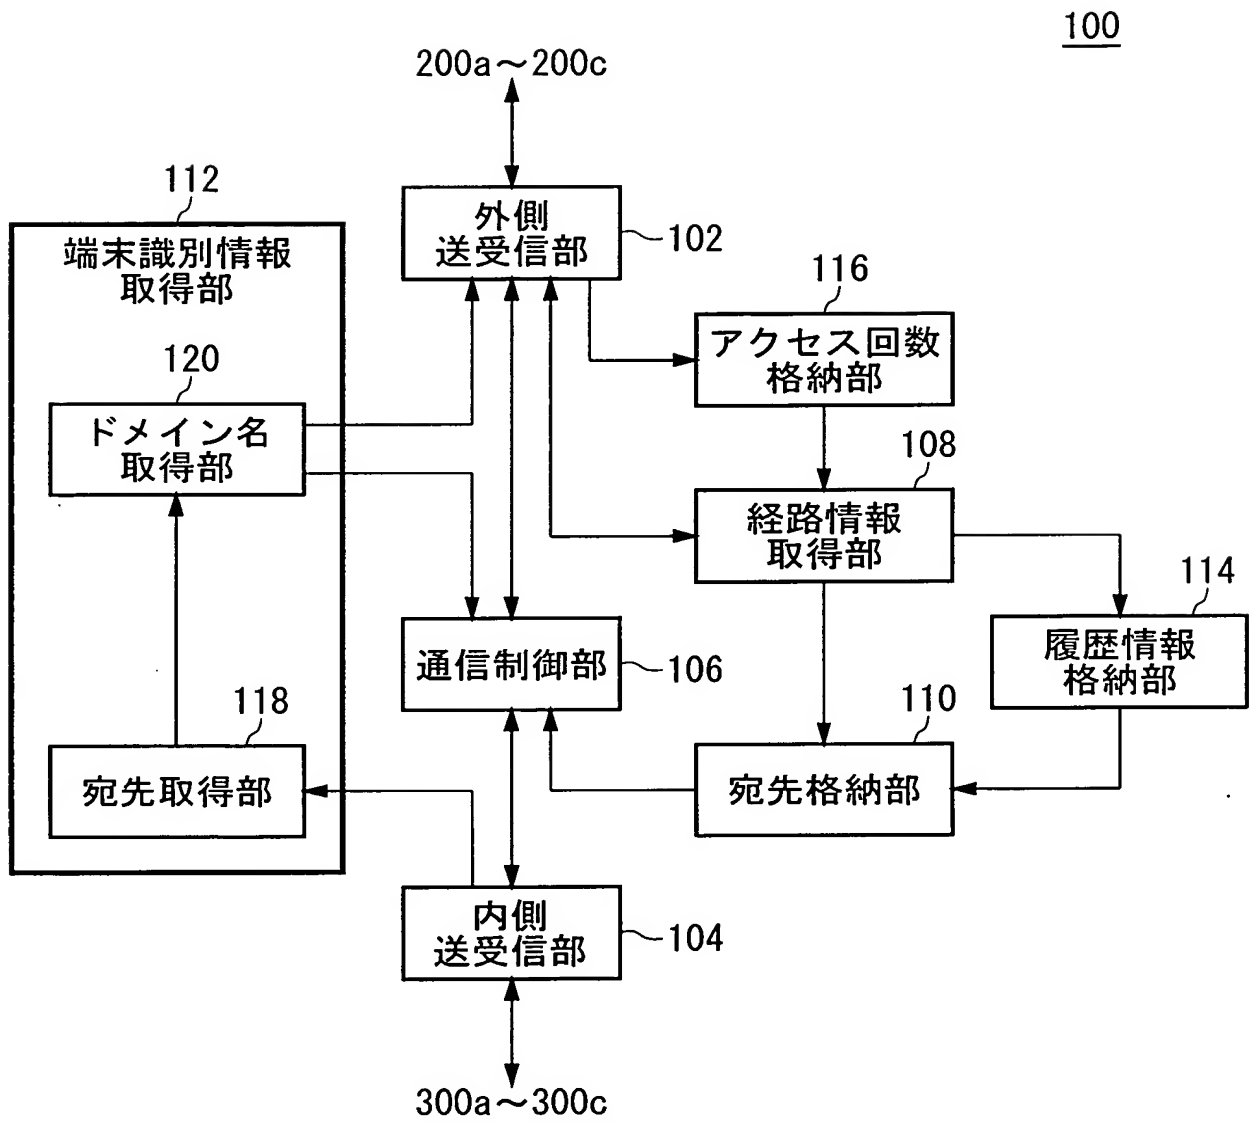 100
200a～200c
112
端末識別情報
取得部
外側
送受信部
102
116
アクセス回数
格納部
120
ドメイン名
取得部
108
経路情報
取得部
114
履歴情報
格納部
通信制御部
106
118
宛先取得部
110
宛先格納部
内側
送受信部
104
300a～300c